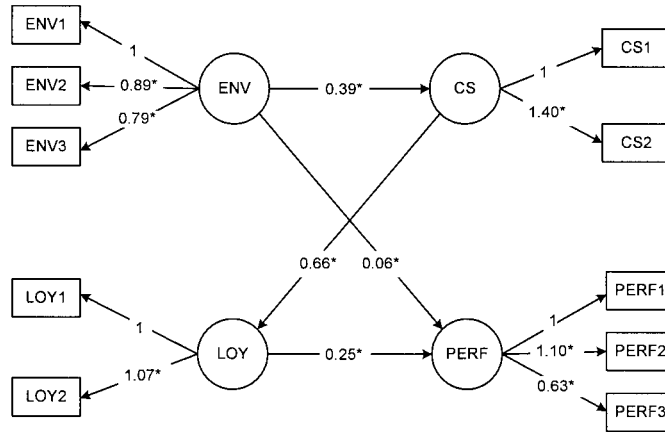 ENV1
1
ENV2
0.89*
ENV3
0.79*
ENV
0.39*
CS
1
CS1
1.40*
CS2
0.66*
0.06*
LOY1
1
LOY2
1.07*
LOY
0.25*
PERF
1
PERF1
1.10*
PERF2
0.63*
PERF3